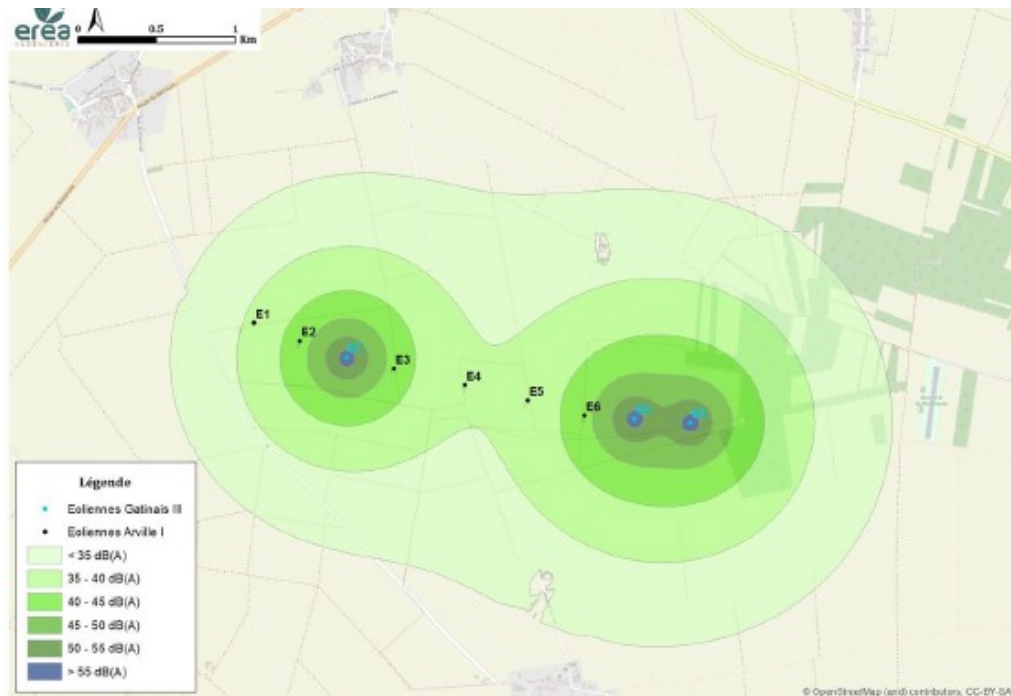 erea
INGENIERIE
0 0.5 1
Km
E1
E2
E3
E4
E5
E6
Légende
Eoliennes Gatinais III
Eoliennes Arville I
< 35 dB(A)
35 - 40 dB(A)
40 - 45 dB(A)
45 - 50 dB(A)
50 - 55 dB(A)
> 55 dB(A)
© OpenStreetMap (and) contributors, CC-BY-SA